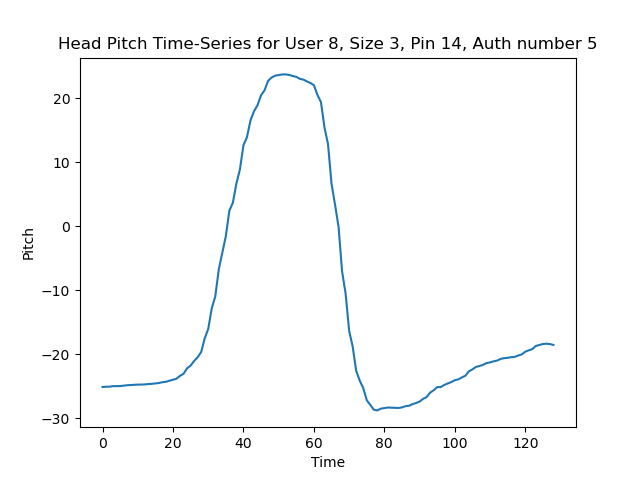 Head Pitch Time-Series for User 8, Size 3, Pin 14, Auth number 5
20
10
0
−10
−20
−30
Pitch
0 20 40 60 80 100 120
Time